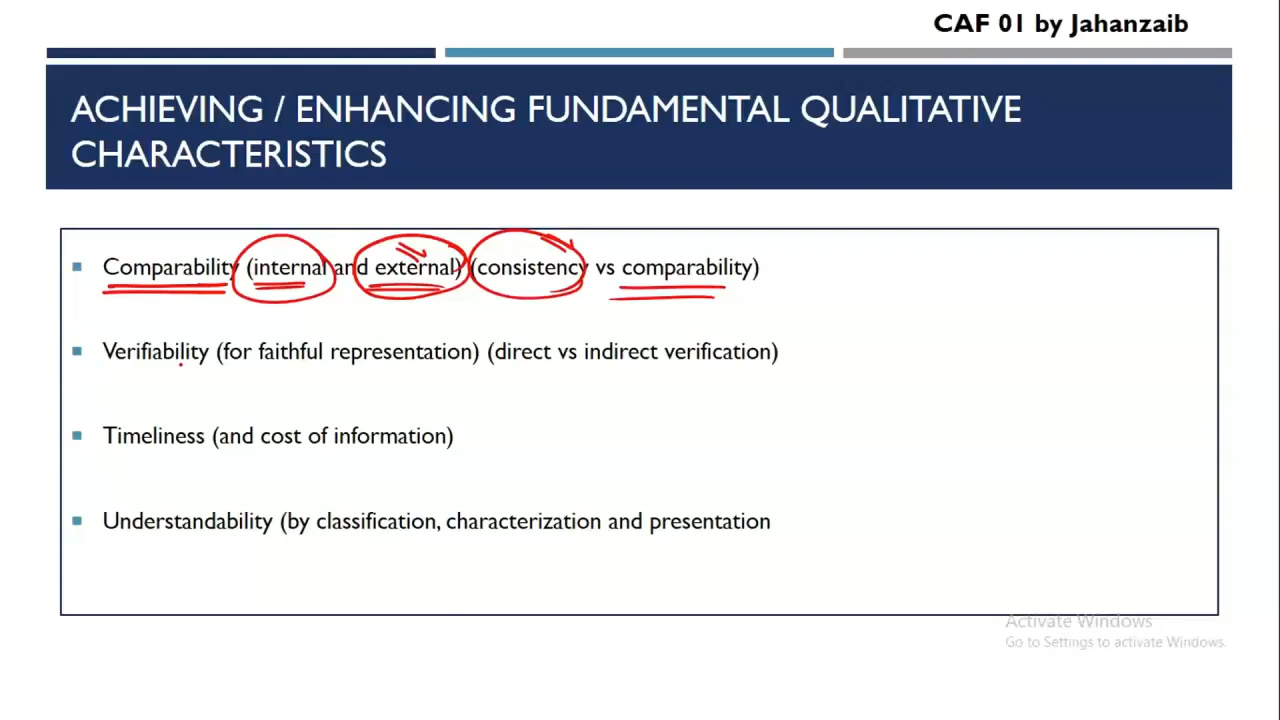 CAF 01 by Jahanzaib
ACHIEVING / ENHANCING FUNDAMENTAL QUALITATIVE
CHARACTERISTICS
Comparability (internal and external) (consistency vs comparability)
Verifiability (for faithful representation) (direct vs indirect verification)
Timeliness (and cost of information)
Understandability (by classification, characterization and presentation
Activate Windows
Go to Settings to activate Windows.